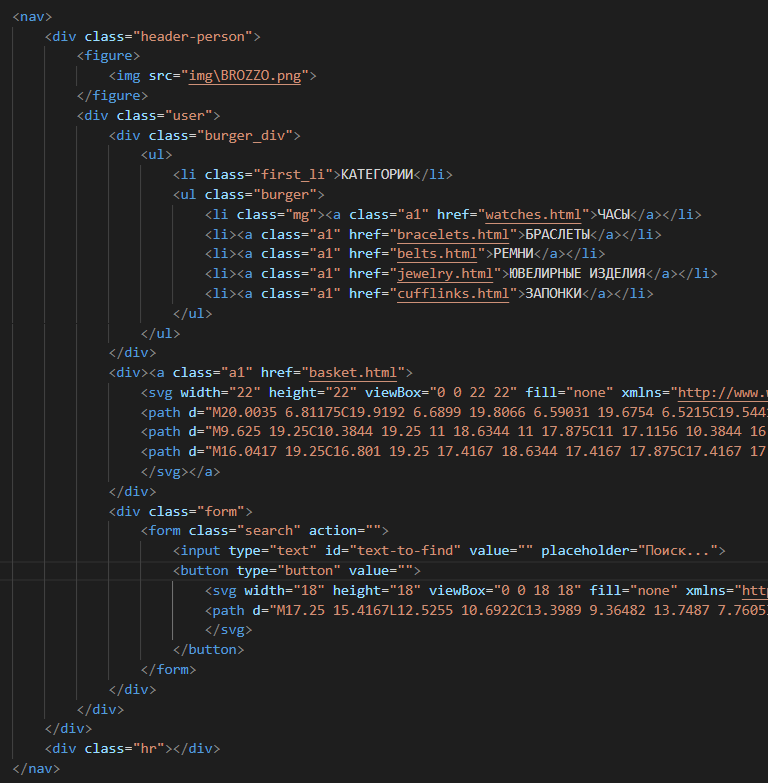 <nav>
<div class="header-person">
<figure>
<img src="img\BROZZO.png">
</figure>
<div class="user">
<div class="burger_div">
<ul>
<li class="first_li">КАТЕГОРИИ</li>
<ul class="burger">
<li class="mg"><a class="a1" href="watches.html">ЧАСЫ</a></li>
<li><a class="a1" href="bracelets.html">БРАСЛЕТЫ</a></li>
<li><a class="a1" href="belts.html">РЕМНИ</a></li>
<li><a class="a1" href="jewelry.html">ЮВЕЛИРНЫЕ ИЗДЕЛИЯ</a></li>
<li><a class="a1" href="cufflinks.html">ЗАПОНКИ</a></li>
</ul>
</ul>
</div>
<div><a class="a1" href="basket.html">
<svg width="22" height="22" viewBox="0 0 22 22" fill="none" xmlns="http://www.
<path d="M20.0035 6.81175C19.9192 6.6899 19.8066 6.59031 19.6754 6.5215C19.544
<path d="M9.625 19.25C10.3844 19.25 11 18.6344 11 17.875C11 17.1156 10.3844 16
<path d="M16.0417 19.25C16.801 19.25 17.4167 18.6344 17.4167 17.875C17.4167 17
</svg></a>
</div>
<div class="form">
<form class="search" action="">
<input type="text" id="text-to-find" value="" placeholder="Поиск...">
<button type="button" value="">
<svg width="18" height="18" viewBox="0 0 18 18" fill="none" xmlns="http
<path d="M17.25 15.4167L12.5255 10.6922C13.3989 9.36482 13.7487 7.7605
</svg>
</button>
</form>
</div>
</div>
</div>
<div class="hr"></div>
</nav>